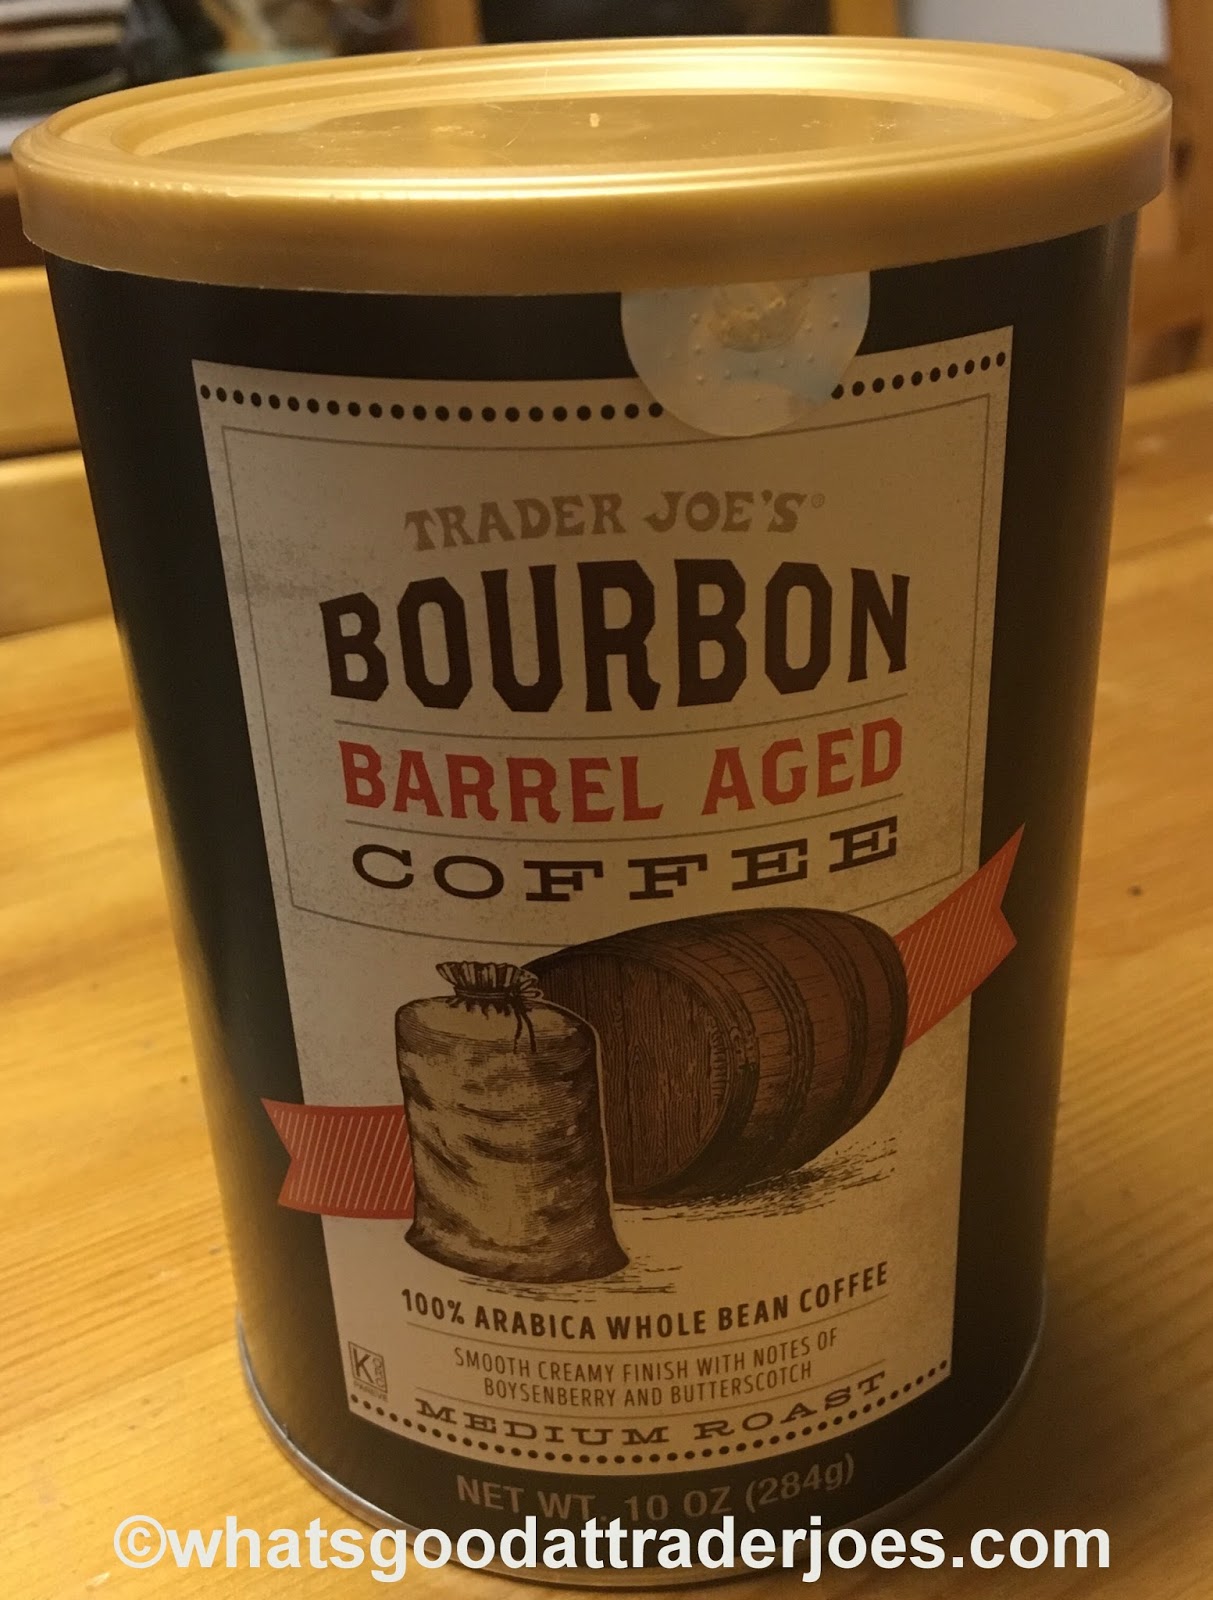 TRADER JOE'S®
BOURBON
BARREL AGED
COFFEE
100% ARABICA WHOLE BEAN COFFEE
SMOOTH CREAMY FINISH WITH NOTES OF
BOYSENBERRY AND BUTTERSCOTCH
MEDIUM ROAST
K
PAREVE
NET WT. 10 OZ (284g)
©whatsgoodattraderjoes.com